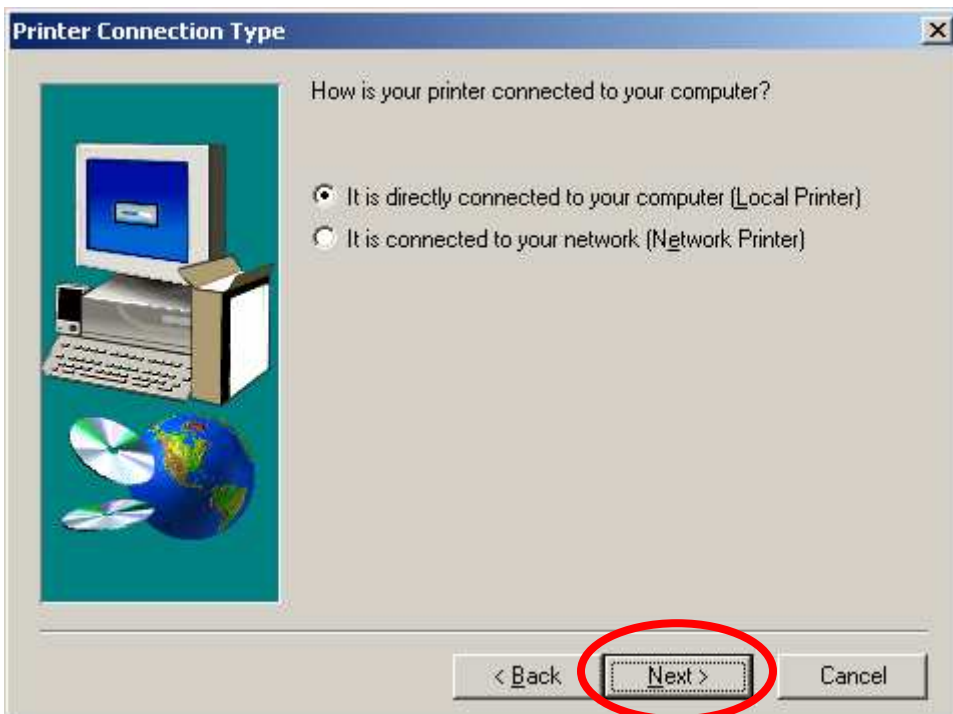 Printer Connection Type
How is your printer connected to your computer?
It is directly connected to your computer (Local Printer)
It is connected to your network (Network Printer)
< Back Next > Cancel